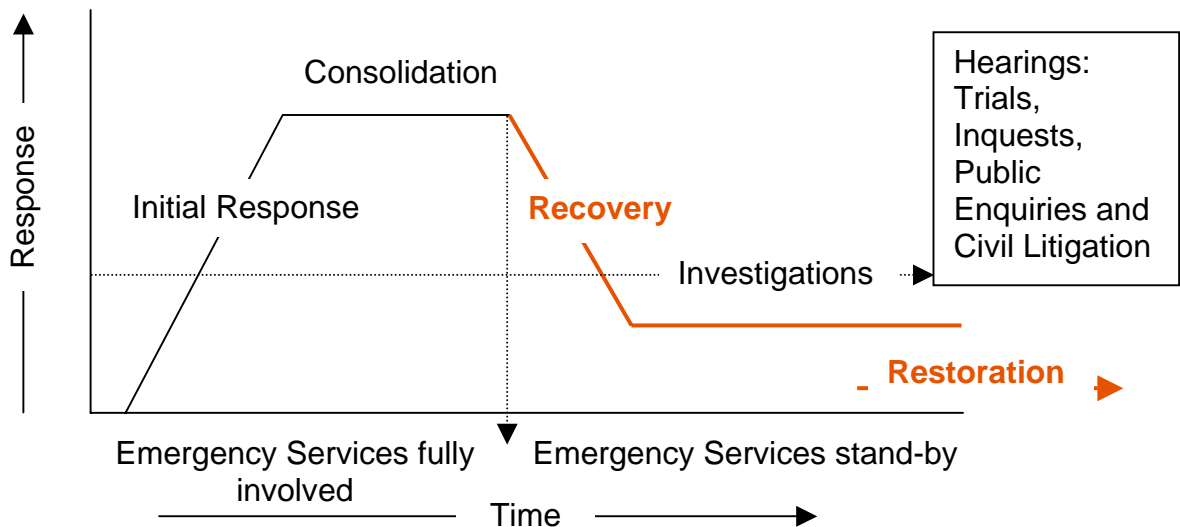 Response
Consolidation
Initial Response
Recovery
Investigations
Hearings:
Trials,
Inquests,
Public
Enquiries and
Civil Litigation
Restoration
Emergency Services fully
involved
Emergency Services stand-by
Time